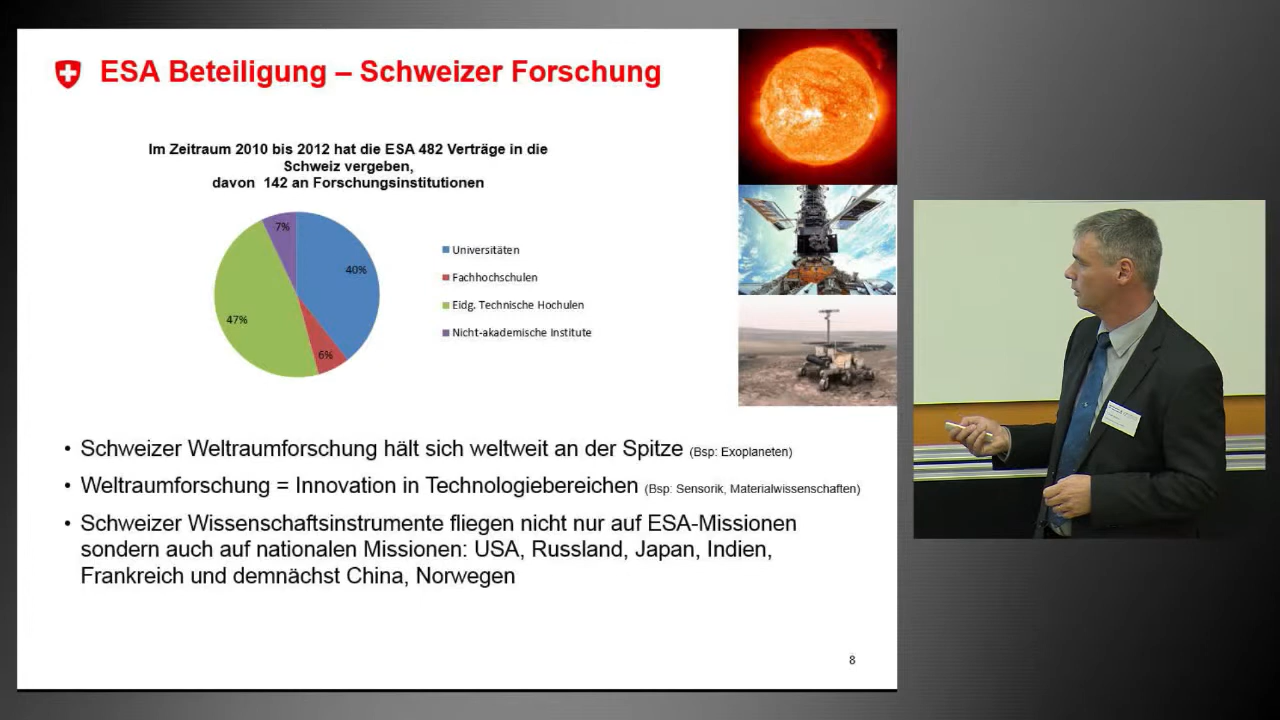 ESA Beteiligung – Schweizer Forschung
Im Zeitraum 2010 bis 2012 hat die ESA 482 Verträge in die
Schweiz vergeben,
davon 142 an Forschungsinstitutionen
7%
40%
47%
6%
Universitäten
Fachhochschulen
Eidg. Technische Hochulen
Nicht-akademische Institute
• Schweizer Weltraumforschung hält sich weltweit an der Spitze (Bsp: Exoplaneten)
• Weltraumforschung = Innovation in Technologiebereichen (Bsp: Sensorik, Materialwissenschaften)
• Schweizer Wissenschaftsinstrumente fliegen nicht nur auf ESA-Missionen
sondern auch auf nationalen Missionen: USA, Russland, Japan, Indien,
Frankreich und demnächst China, Norwegen
8